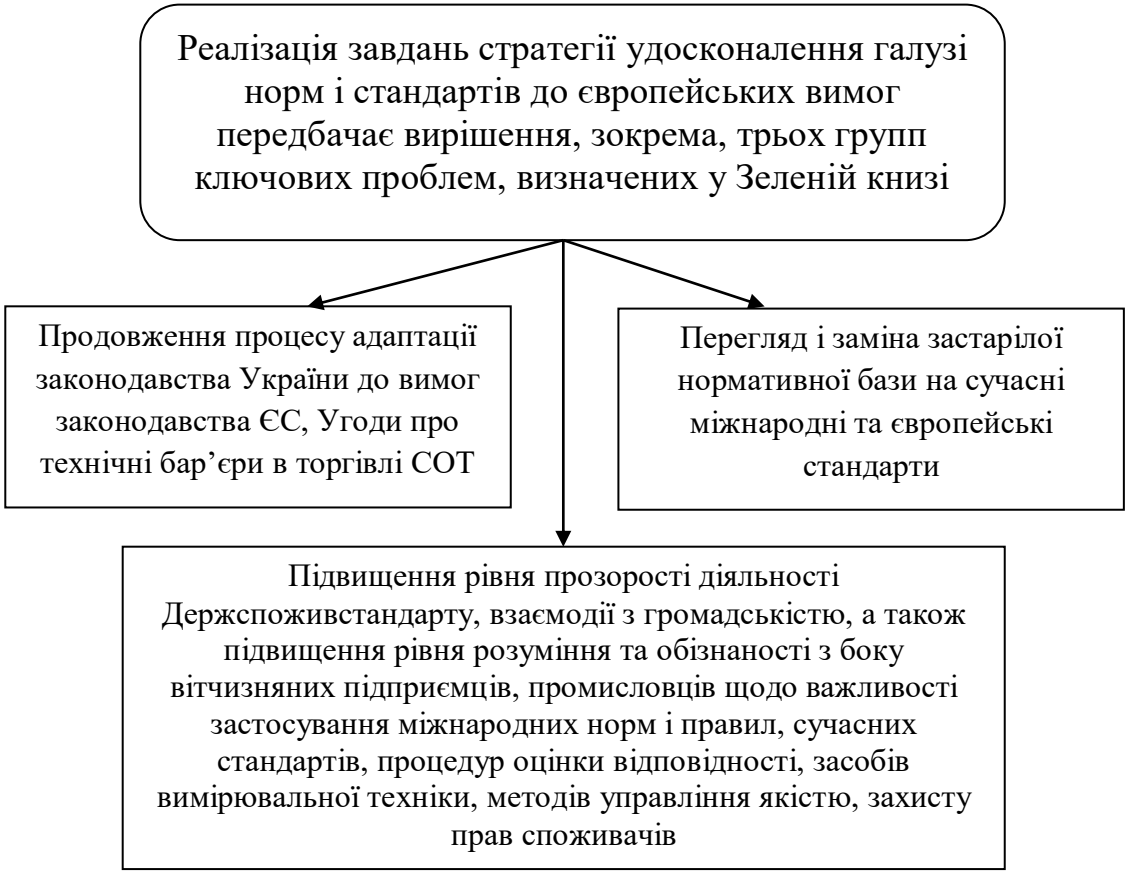 Реалізація завдань стратегії удосконалення галузі
норм і стандартів до європейських вимог
передбачає вирішення, зокрема, трьох групп
ключових проблем, визначених у Зеленій книзі
Продовження процесу адаптації
законодавства України до вимог
законодавства ЄС, Угоди про
технічні бар’єри в торгівлі СОТ
Перегляд і заміна застарілої
нормативної бази на сучасні
міжнародні та європейські
стандарти
Підвищення рівня прозорості діяльності
Держспоживстандарту, взаємодії з громадськістю, а також
підвищення рівня розуміння та обізнаності з боку
вітчизняних підприємців, промисловців щодо важливості
застосування міжнародних норм і правил, сучасних
стандартів, процедур оцінки відповідності, засобів
вимірювальної техніки, методів управління якістю, захисту
прав споживачів